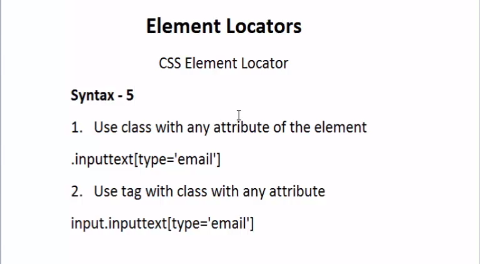 Element Locators
CSS Element Locator
Syntax - 5
1. Use class with any attribute of the element
.inputtext[type='email']
2. Use tag with class with any attribute
input.inputtext[type='email']